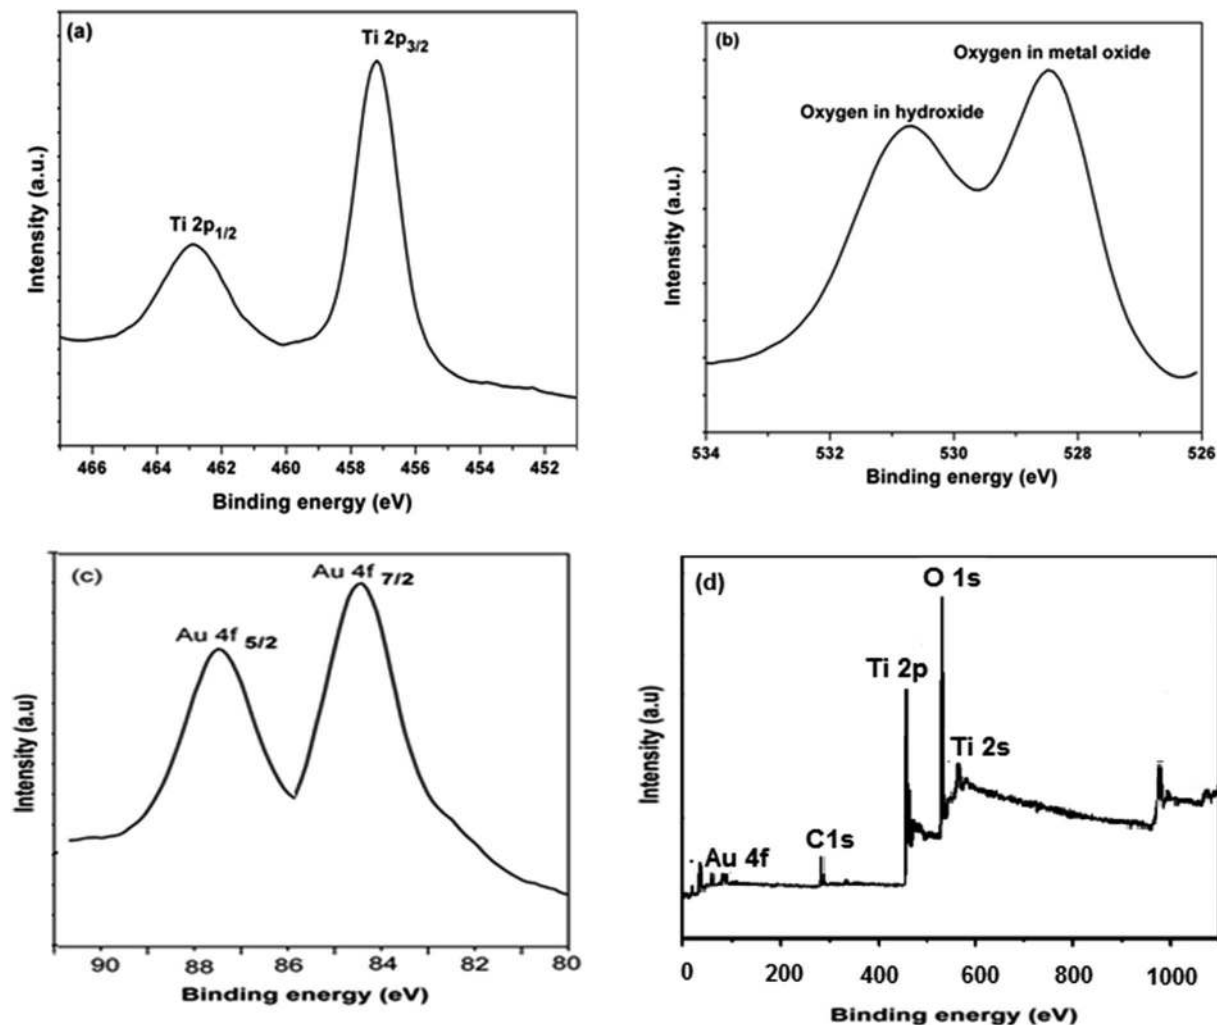 (a)
Ti 2p3/2
Ti 2p1/2
Intensity (a.u.)
466 464 462 460 458 456 454 452
Binding energy (eV)
(b)
Oxygen in metal oxide
Oxygen in hydroxide
Intensity (a.u.)
534 532 530 528 526
Binding energy (eV)
(c)
Au 4f 7/2
Au 4f 5/2
Intensity (a.u)
90 88 86 84 82 80
Binding energy (eV)
(d)
O 1s
Ti 2p
Ti 2s
C1s
Au 4f
Intensity (a.u)
0 200 400 600 800 1000
Binding energy (eV)